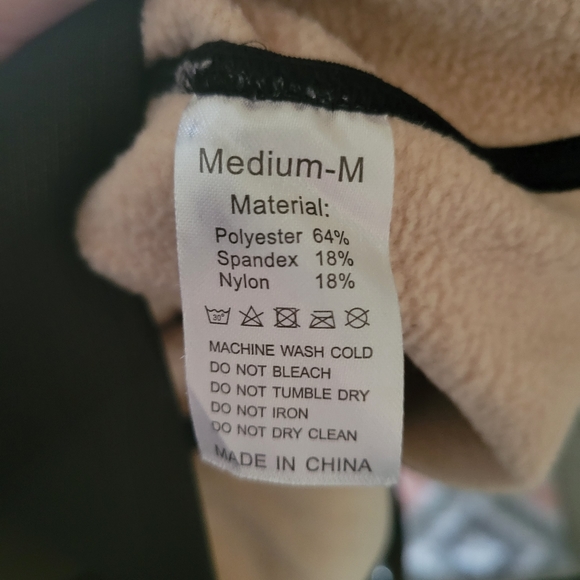 Medium-M
Material:
Polyester 64%
Spandex 18%
Nylon 18%
30°
MACHINE WASH COLD
DO NOT BLEACH
DO NOT TUMBLE DRY
DO NOT IRON
DO NOT DRY CLEAN
MADE IN CHINA